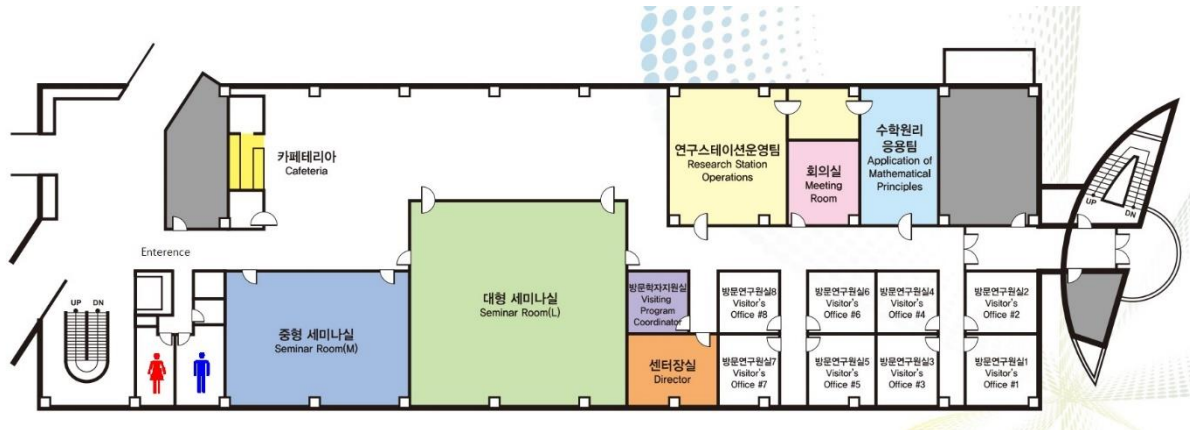 카페테리아
Cafeteria
연구스테이션운영팀
Research Station
Operations
회의실
Meeting
Room
수학원리
응용팀
Application of
Mathematical
Principles
UP
DN
Enterence
UP DN
중형 세미나실
Seminar Room(M)
대형 세미나실
Seminar Room(L)
방문학자지원실
Visiting
Program
Coordinator
센터장실
Director
방문연구원실8
Visitor's
Office #8
방문연구원실6
Visitor's
Office #6
방문연구원실4
Visitor's
Office #4
방문연구원실2
Visitor's
Office #2
방문연구원실7
Visitor's
Office #7
방문연구원실5
Visitor's
Office #5
방문연구원실3
Visitor's
Office #3
방문연구원실1
Visitor's
Office #1